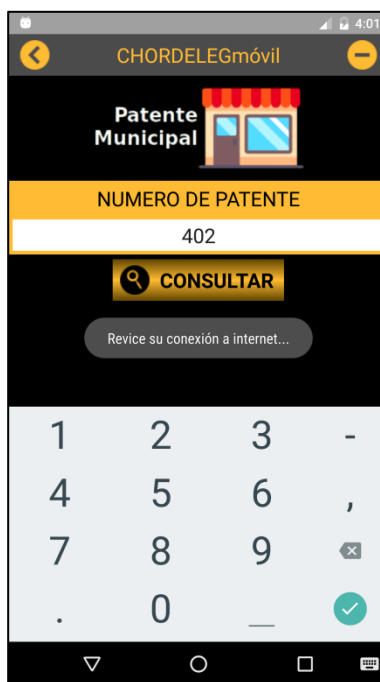 4:01
CHORDELEGmóvil
Patente
Municipal
NUMERO DE PATENTE
402
CONSULTAR
Revice su conexión a internet...
1 2 3 -
4 5 6 ,
7 8 9
. 0 _